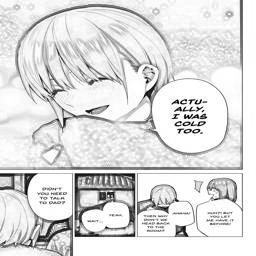 ACTU-
ALLY,
I WAS
COLD
TOO.
DIDN'T
YOU NEED
TO TALK
TO DAD?
YEAH.
WAIT...
THEN WHY
DON'T WE
HEAD BACK
TO THE
ROOM?
AHAHA!
HUH?! BUT
YOU LET
ME HAVE IT
BEFORE!